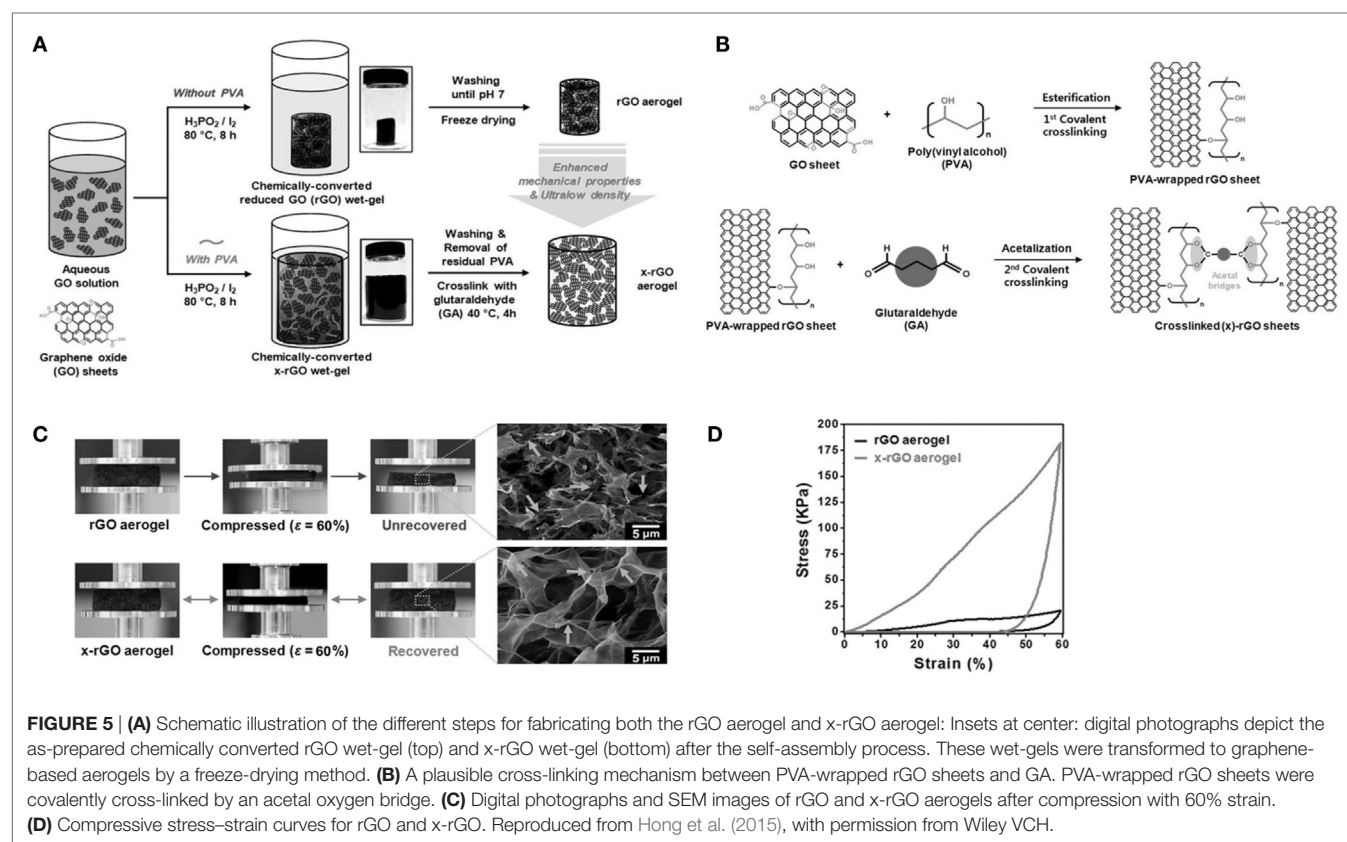 A
Without PVA
H₃PO₂ / I₂
80 °C, 8 h
Washing
until pH 7
Freeze drying
rGO aerogel
Chemically-converted
reduced GO (rGO) wet-gel
Enhanced
mechanical properties
& Ultralow density
Aqueous
GO solution
With PVA
H₃PO₂ / I₂
80 °C, 8 h
Washing &
Removal of
residual PVA
Crosslink with
glutaraldehyde
(GA) 40 °C, 4h
x-rGO
aerogel
Graphene oxide
(GO) sheets
Chemically-converted
x-rGO wet-gel
B
O
OH
HO
O
OH
O
O
OH
n
GO sheet
+
Poly(vinyl alcohol)
(PVA)
Esterification
1st Covalent
crosslinking
OH
OH
O
n
PVA-wrapped rGO sheet
OH
OH
O
n
PVA-wrapped rGO sheet
+
H
H
O
O
Glutaraldehyde
(GA)
Acetalization
2nd Covalent
crosslinking
O
O
C
C
O
O
Acetal
bridges
O
O
n
n
Crosslinked (x)-rGO sheets
C
rGO aerogel
Compressed (ε = 60%)
Unrecovered
5 µm
x-rGO aerogel
Compressed (ε = 60%)
Recovered
5 µm
D
rGO aerogel
x-rGO aerogel
200
175
150
125
100
75
50
25
0
Stress (KPa)
0 10 20 30 40 50 60
Strain (%)
FIGURE 5 | (A) Schematic illustration of the different steps for fabricating both the rGO aerogel and x-rGO aerogel: Insets at center: digital photographs depict the
as-prepared chemically converted rGO wet-gel (top) and x-rGO wet-gel (bottom) after the self-assembly process. These wet-gels were transformed to graphene-
based aerogels by a freeze-drying method. (B) A plausible cross-linking mechanism between PVA-wrapped rGO sheets and GA. PVA-wrapped rGO sheets were
covalently cross-linked by an acetal oxygen bridge. (C) Digital photographs and SEM images of rGO and x-rGO aerogels after compression with 60% strain.
(D) Compressive stress–strain curves for rGO and x-rGO. Reproduced from Hong et al. (2015), with permission from Wiley VCH.